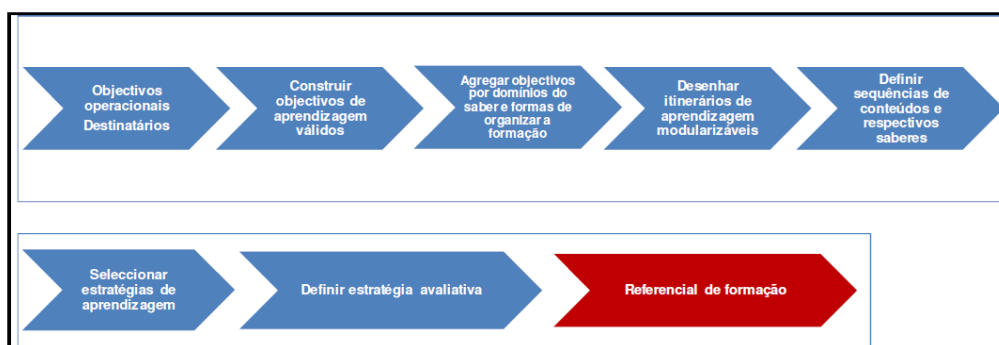 Objectivos
operacionais
Destinatários
Construir
objectivos de
aprendizagem
válidos
Agregar objectivos
por domínios do
saber e formas de
organizar a
formação
Desenhar
itinerários de
aprendizagem
modularizáveis
Definir
sequências de
conteúdos e
respectivos
saberes
Seleccionar
estratégias de
aprendizagem
Definir estratégia avaliativa
Referencial de formação